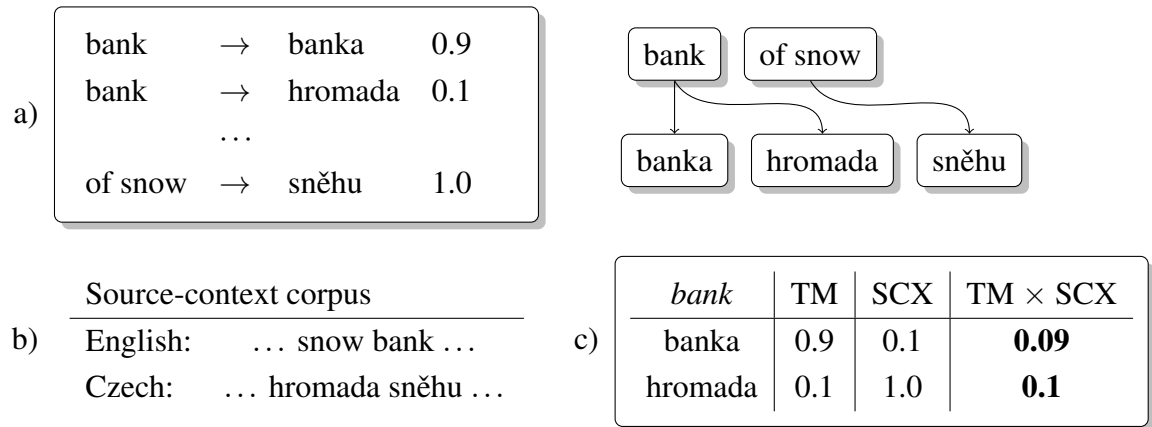 a)
bank → banka 0.9
bank → hromada 0.1
...
of snow → sněhu 1.0
bank of snow
banka hromada sněhu
b)
Source-context corpus
English: ... snow bank ...
Czech: ... hromada sněhu ...
c)
bank TM SCX TM × SCX
banka 0.9 0.1 0.09
hromada 0.1 1.0 0.1